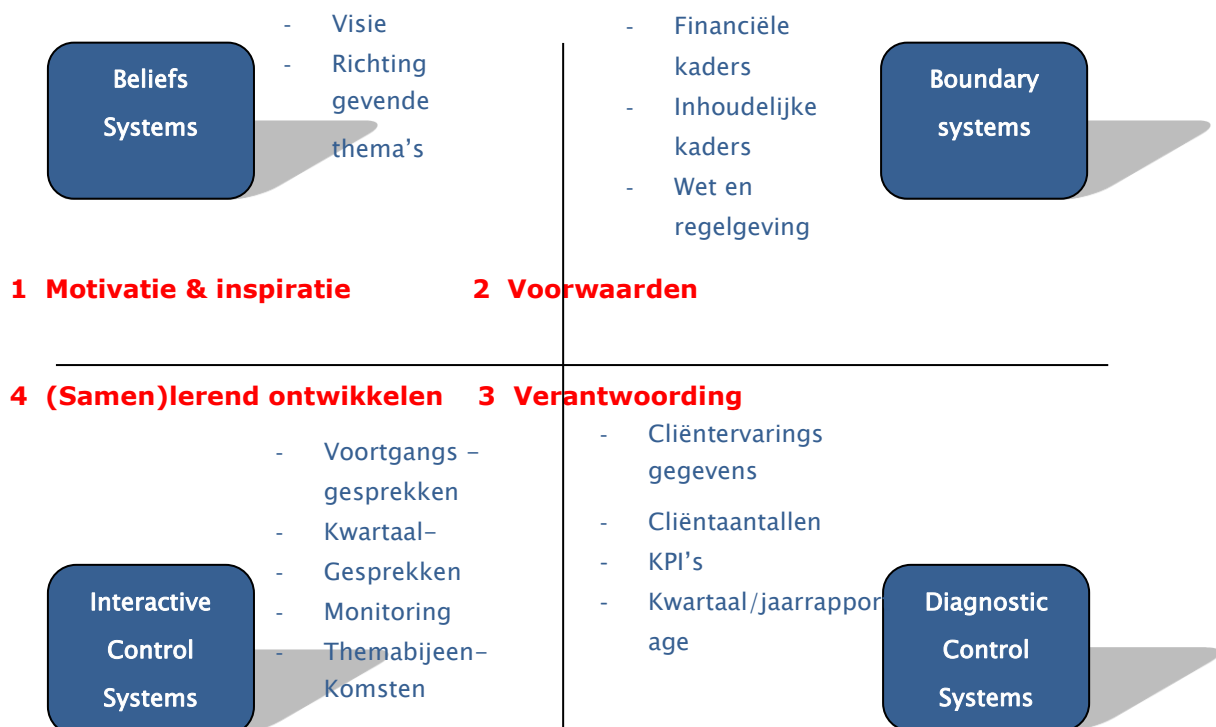 Beliefs
Systems
- Visie
- Richting
gevende
thema's
- Financiële
kaders
- Inhoudelijke
kaders
- Wet en
regelgeving
Boundary
systems
1 Motivatie & inspiratie
2 Voorwaarden
4 (Samen)lerend ontwikkelen
3 Verantwoording
Interactive
Control
Systems
- Voortgangs –
gesprekken
- Kwartaal–
- Gesprekken
- Monitoring
- Themabijeen–
Komsten
- Cliëntervarings
gegevens
- Cliëntaantallen
- KPI's
- Kwartaal/jaarrappor
age
Diagnostic
Control
Systems